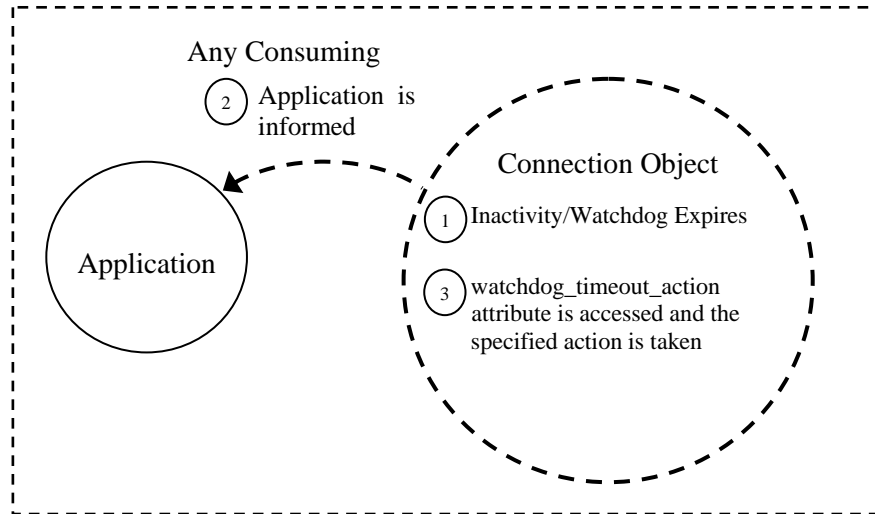 Any Consuming
2 Application is
informed
Connection Object
1 Inactivity/Watchdog Expires
Application
3 watchdog_timeout_action
attribute is accessed and the
specified action is taken